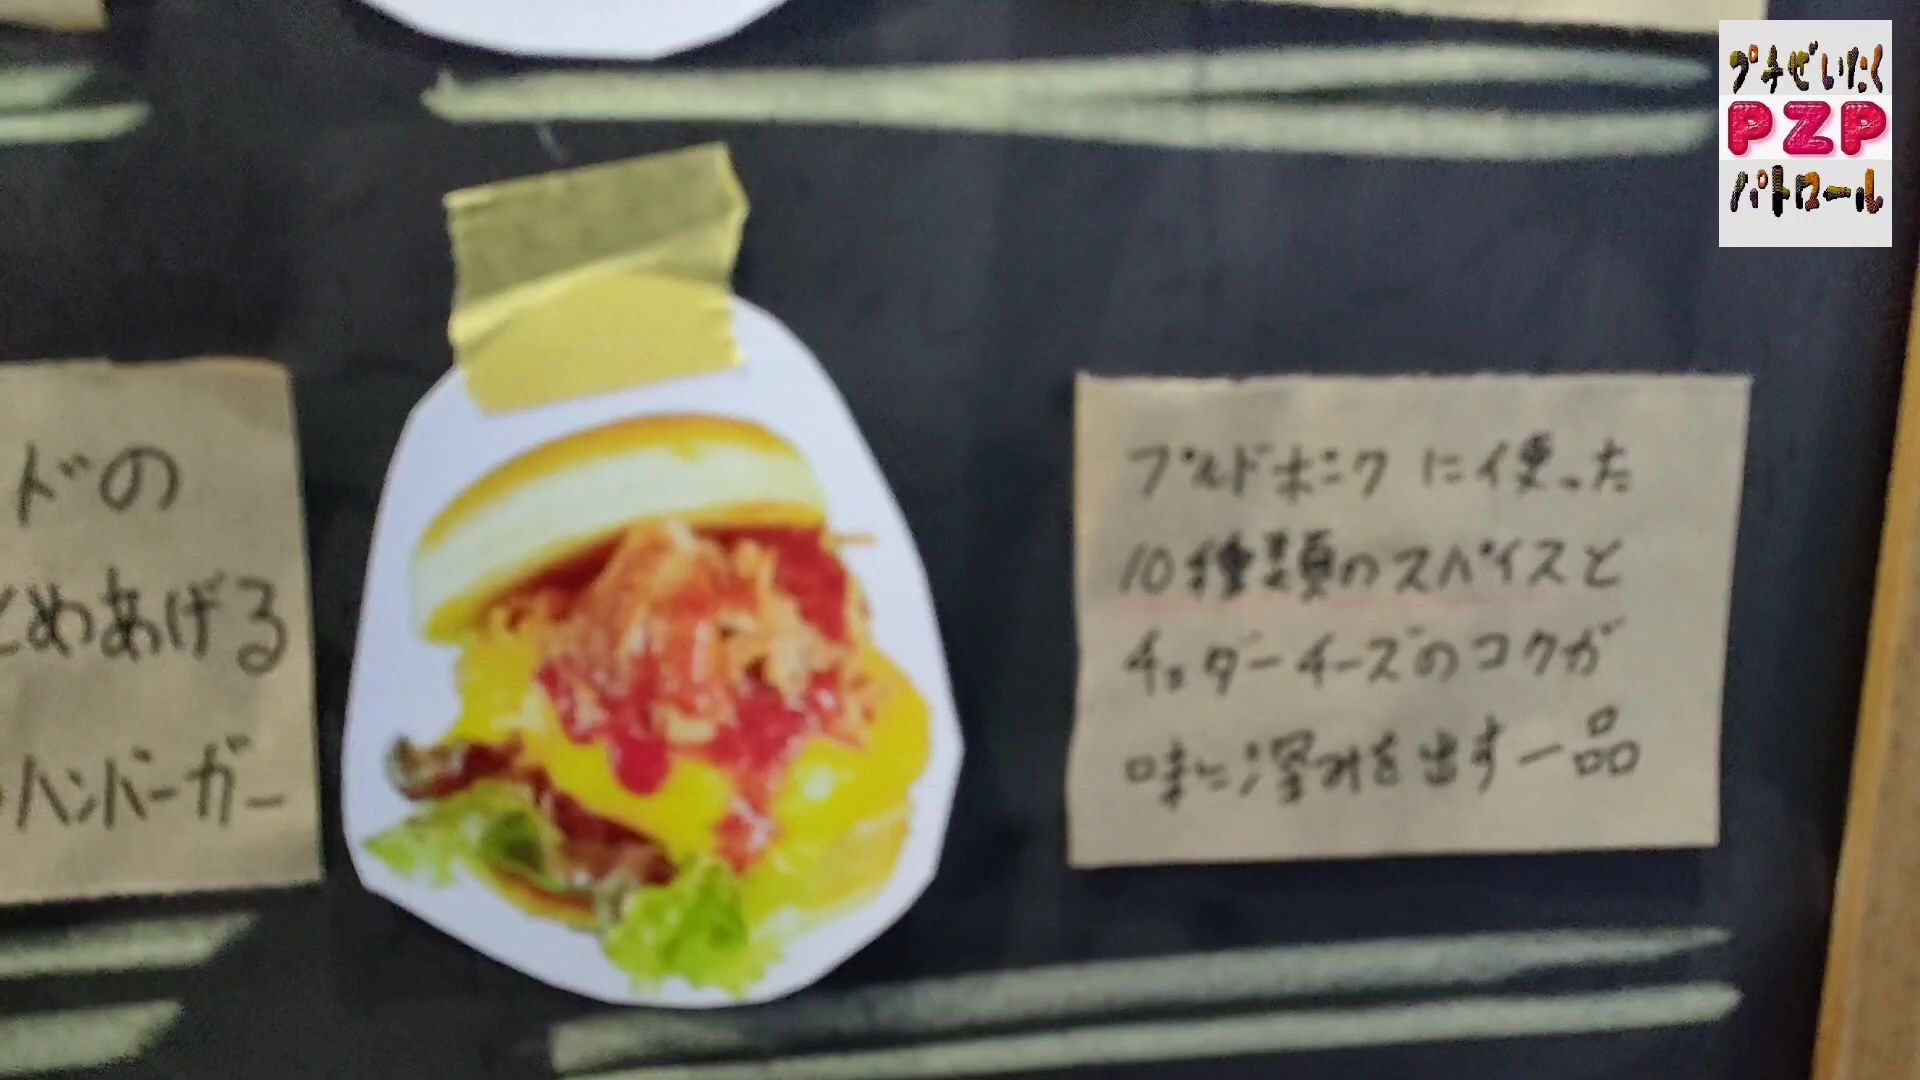 プチぜいたく
PZP
パトロール
ドの
とめあげる
ハンバーガー
プルドポークに使った
10種類のスパイスと
チェダーチーズのコクが
味に深みを出す一品